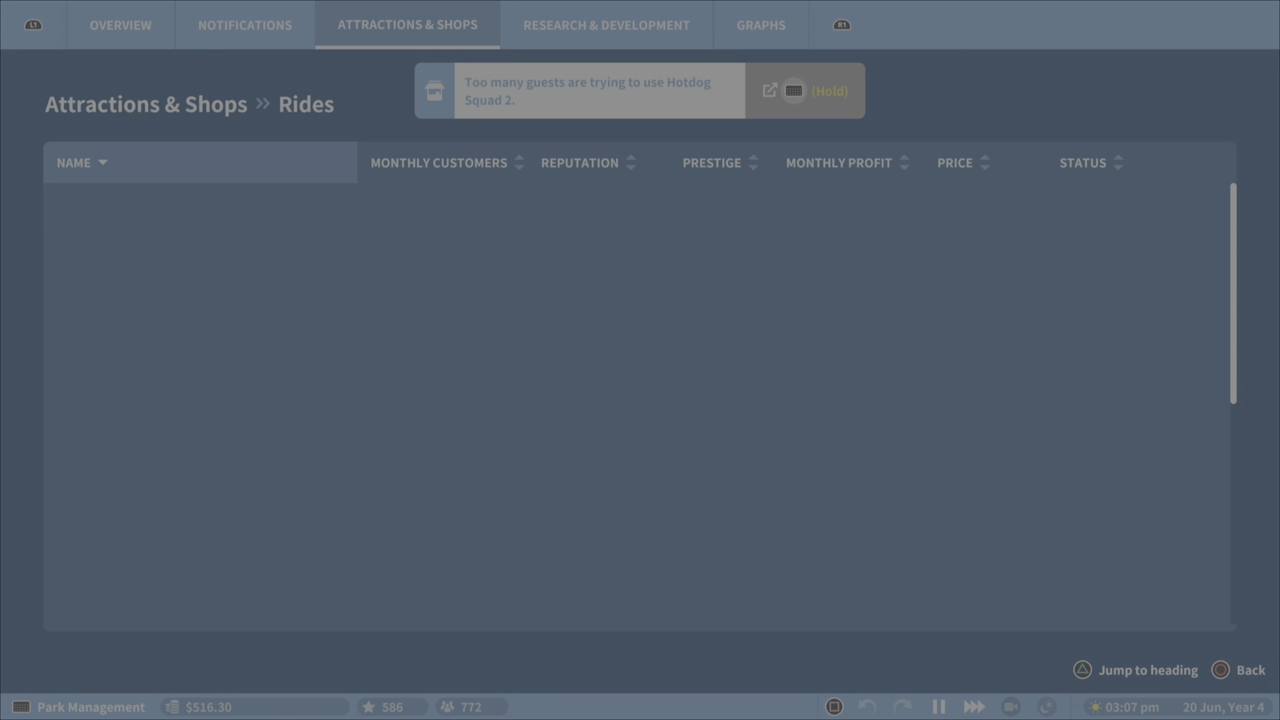 L1 OVERVIEW NOTIFICATIONS ATTRACTIONS & SHOPS RESEARCH & DEVELOPMENT GRAPHS R1
Too many guests are trying to use Hotdog
Squad 2.
(Hold)
Attractions & Shops » Rides
NAME MONTHLY CUSTOMERS REPUTATION PRESTIGE MONTHLY PROFIT PRICE STATUS
Jump to heading Back
Park Management $516.30 586 772 03:07 pm 20 Jun, Year 4